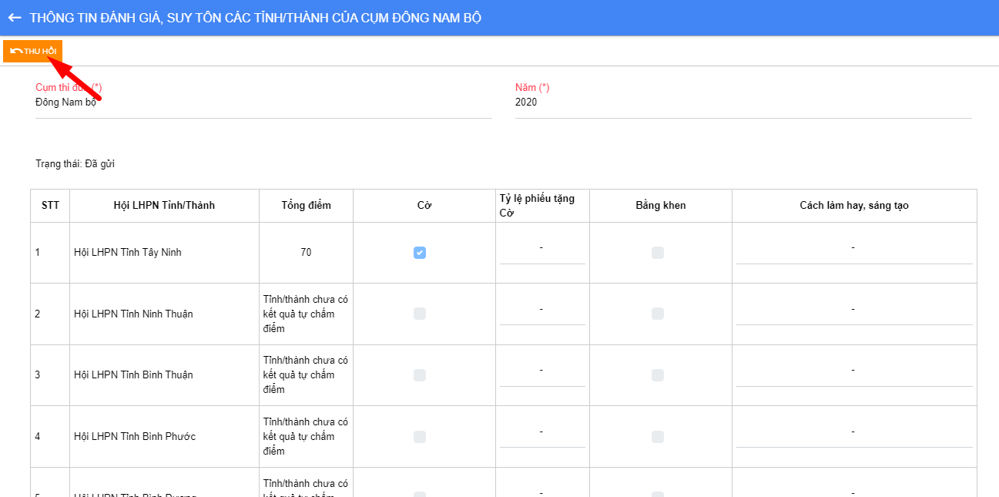 THÔNG TIN ĐÁNH GIÁ, SUY TÔN CÁC TỈNH/THÀNH CỦA CỤM ĐÔNG NAM BỘ
THU HỒI
Cụm thi đua (*)
Năm (*)
Đông Nam bộ
2020
Trạng thái: Đã gửi
STT
Hội LHPN Tỉnh/Thành
Tổng điểm
Cờ
Tỷ lệ phiếu tặng
Cờ
Bằng khen
Cách làm hay, sáng tạo
1
Hội LHPN Tỉnh Tây Ninh
70
-
-
2
Hội LHPN Tỉnh Ninh Thuận
Tỉnh/thành chưa có
kết quả tự chấm
điểm
-
-
3
Hội LHPN Tỉnh Bình Thuận
Tỉnh/thành chưa có
kết quả tự chấm
điểm
-
-
4
Hội LHPN Tỉnh Bình Phước
Tỉnh/thành chưa có
kết quả tự chấm
điểm
-
-
5
Hội LHPN Tỉnh Bình Dương
Tỉnh/thành chưa có
kết quả tự chấm
-
-